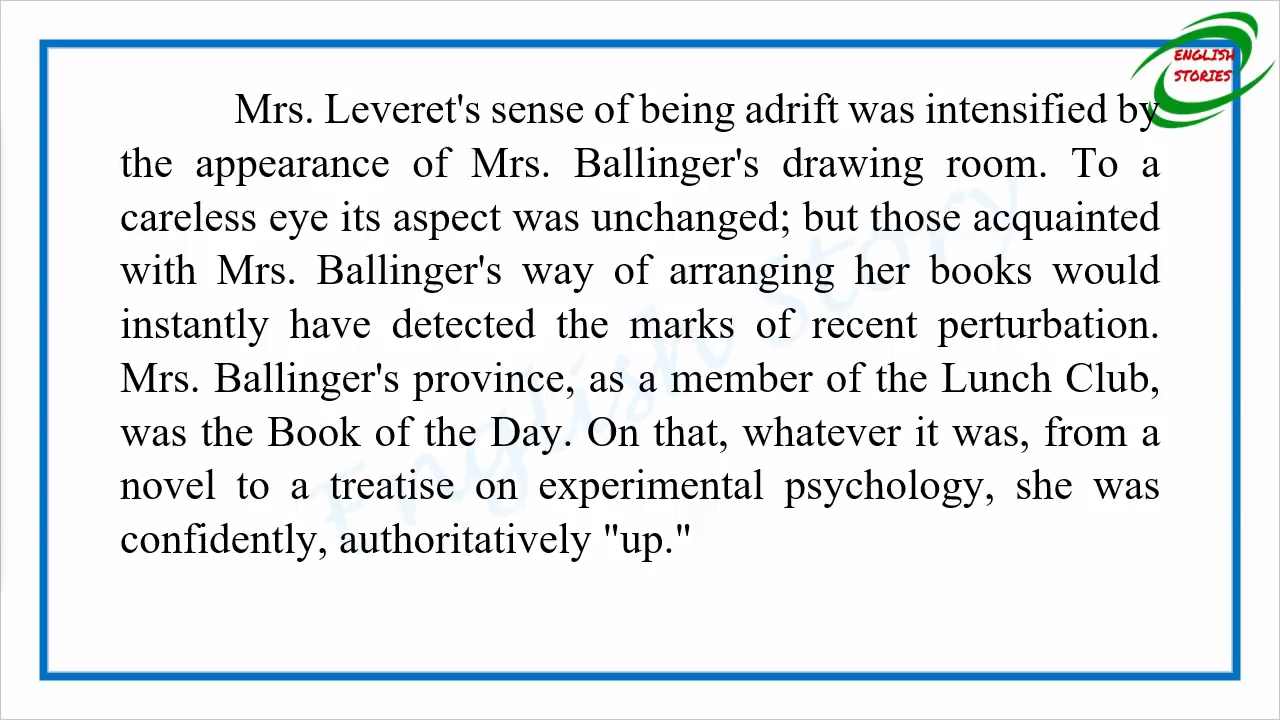 ENGLISH
STORIES
Mrs. Leveret's sense of being adrift was intensified by
the appearance of Mrs. Ballinger's drawing room. To a
careless eye its aspect was unchanged; but those acquainted
with Mrs. Ballinger's way of arranging her books would
instantly have detected the marks of recent perturbation.
Mrs. Ballinger's province, as a member of the Lunch Club,
was the Book of the Day. On that, whatever it was, from a
novel to a treatise on experimental psychology, she was
confidently, authoritatively "up."
English Story